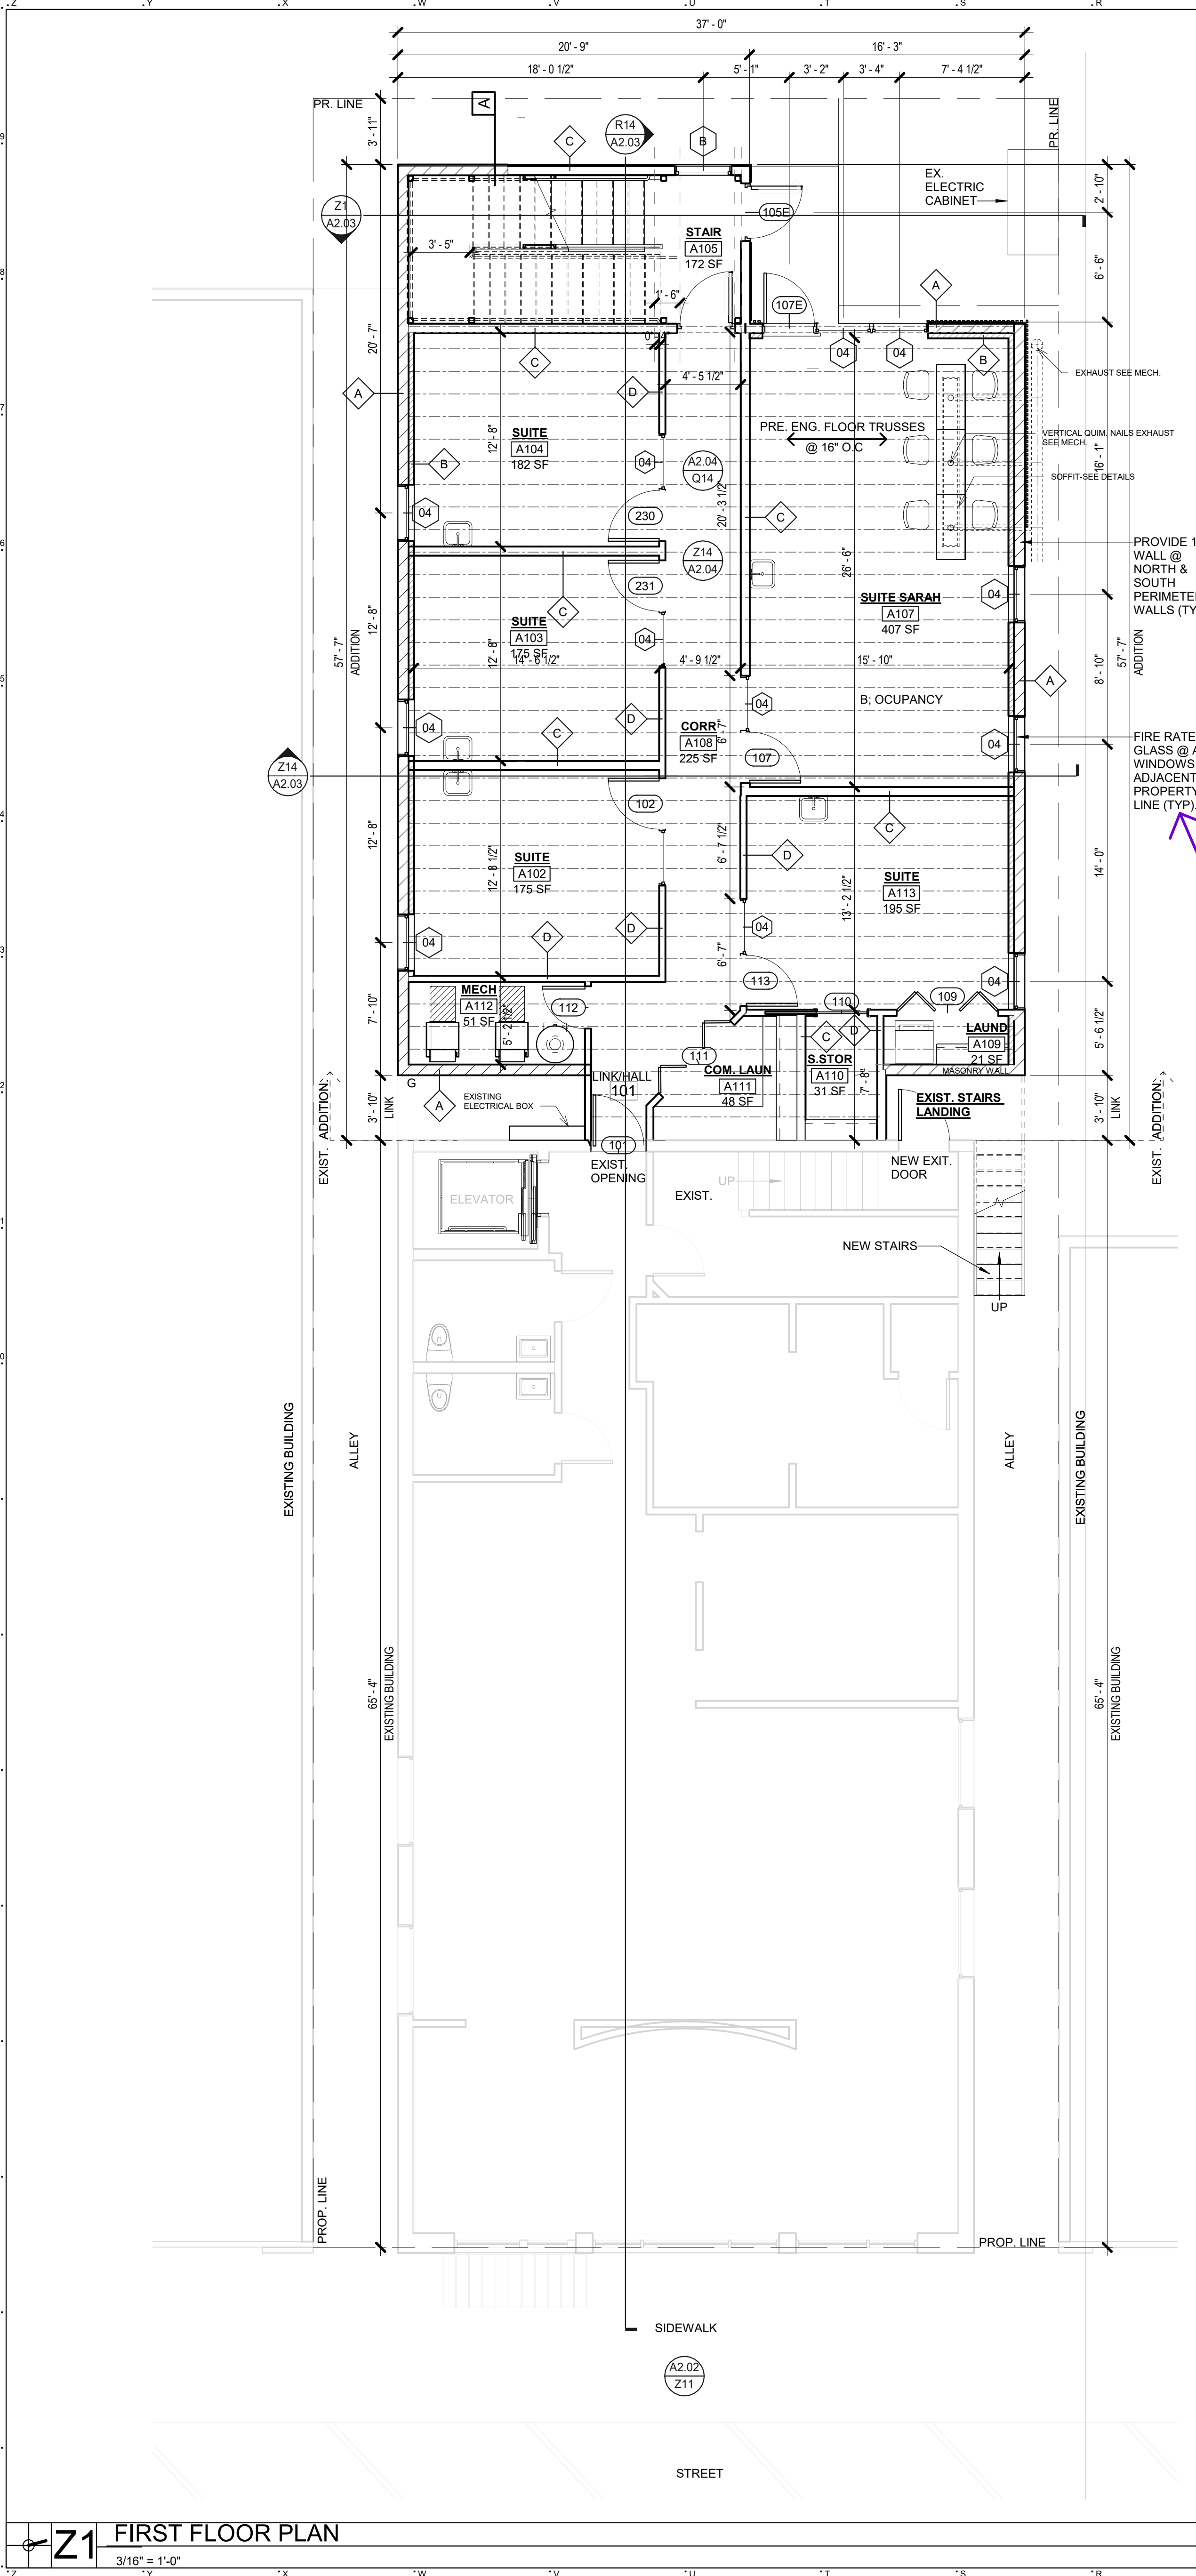 .Z .Y .X .W .V .U .T .S .R
37' - 0"
20' - 9" 16' - 3"
18' - 0 1/2" 5' - 1" 3' - 2" 3' - 4" 7' - 4 1/2"
PR. LINE
A
3' - 11"
R14
A2.03
C
B
PR. LINE
9
EX.
ELECTRIC
CABINET
2' - 10"
Z1
A2.03
105E
STAIR
A105
172 SF
3' - 5"
8
6' - 6"
1' - 6"
107E
A
20' - 7"
0"
C
04
04
B
EXHAUST SEE MECH.
A
D
4' - 5 1/2"
7
PRE. ENG. FLOOR TRUSSES
@ 16" O.C
VERTICAL QUIM. NAILS EXHAUST
SEE MECH.
SUITE
A104
182 SF
12' - 8"
B
04
A2.04
Q14
16' - 1"
SOFFIT-SEE DETAILS
04
230
20' - 3 1/2"
C
6
Z14
A2.04
26' - 6"
PROVIDE 1
WALL @
NORTH &
SOUTH
PERIMETE
WALLS (TY
231
04
C
SUITE
A103
175 SF
SUITE SARAH
A107
407 SF
12' - 8"
04
57' - 7"
ADDITION
57' - 7"
ADDITION
12' - 8"
14' - 6 1/2"
4' - 9 1/2"
15' - 10"
8' - 10"
5
A
B; OCUPANCY
04
D
C
CORR
A108
225 SF
6' - 7"
04
04
107
FIRE RATE
GLASS @ A
WINDOWS
ADJACENT
PROPERTY
LINE (TYP).
Z14
A2.03
102
4
C
12' - 8"
6' - 7 1/2"
D
14' - 0"
SUITE
A102
175 SF
12' - 8 1/2"
SUITE
A113
195 SF
13' - 2 1/2"
D
D
04
04
3
6' - 7"
113
04
MECH
A112
51 SF
112
110
109
7' - 10"
5' - 2 1/2"
5' - 6 1/2"
C
D
LAUND
A109
21 SF
MASONRY WALL
111
COM. LAUN
A111
48 SF
S.STOR
A110
31 SF
7' - 8"
2
LINK/HALL
101
G
A
EXISTING
ELECTRICAL BOX
EXIST. STAIRS
LANDING
3' - 10"
LINK
3' - 10"
LINK
ADDITION
EXIST.
ADDITION
EXIST.
101
EXIST.
OPENING
NEW EXIT.
DOOR
UP
EXIST.
ELEVATOR
1
NEW STAIRS
UP
0
EXISTING BUILDING
ALLEY
ALLEY
EXISTING BUILDING
65' - 4"
EXISTING BUILDING
65' - 4"
EXISTING BUILDING
PROP. LINE
PROP. LINE
SIDEWALK
A2.02
Z11
STREET
Z1 FIRST FLOOR PLAN
3/16" = 1'-0"
.Z .Y .X .W .V .U .T .S .R